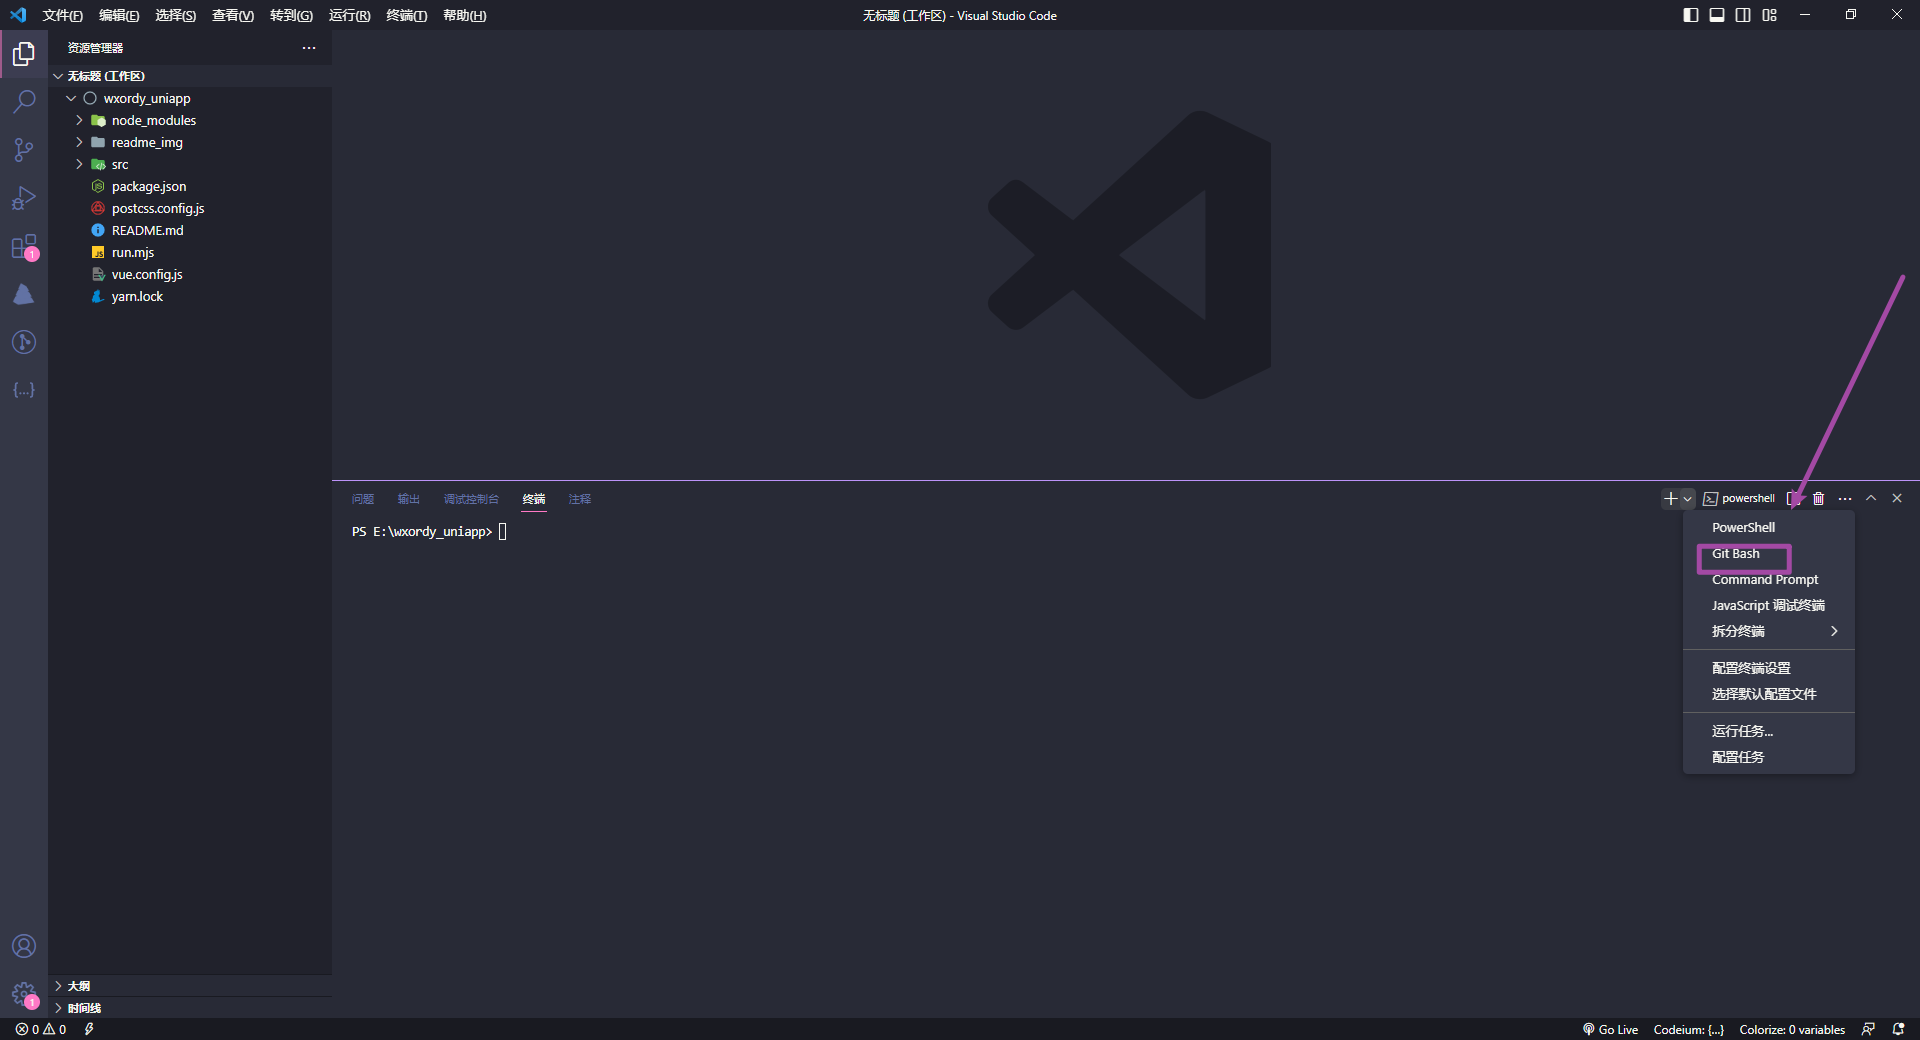 文件(F) 编辑(E) 选择(S) 查看(V) 转到(G) 运行(R) 终端(T) 帮助(H) 无标题 (工作区) - Visual Studio Code
资源管理器
无标题 (工作区)
wxordy_uniapp
node_modules
readme_img
src
package.json
postcss.config.js
README.md
run.mjs
vue.config.js
yarn.lock
1
{...}
问题 输出 调试控制台 终端 注释 powershell
PS E:\wxordy_uniapp>
PowerShell
Git Bash
Command Prompt
JavaScript 调试终端
拆分终端
配置终端设置
选择默认配置文件
运行任务...
配置任务
大纲
1
时间线
0 0 Go Live Codeium: {...} Colorize: 0 variables